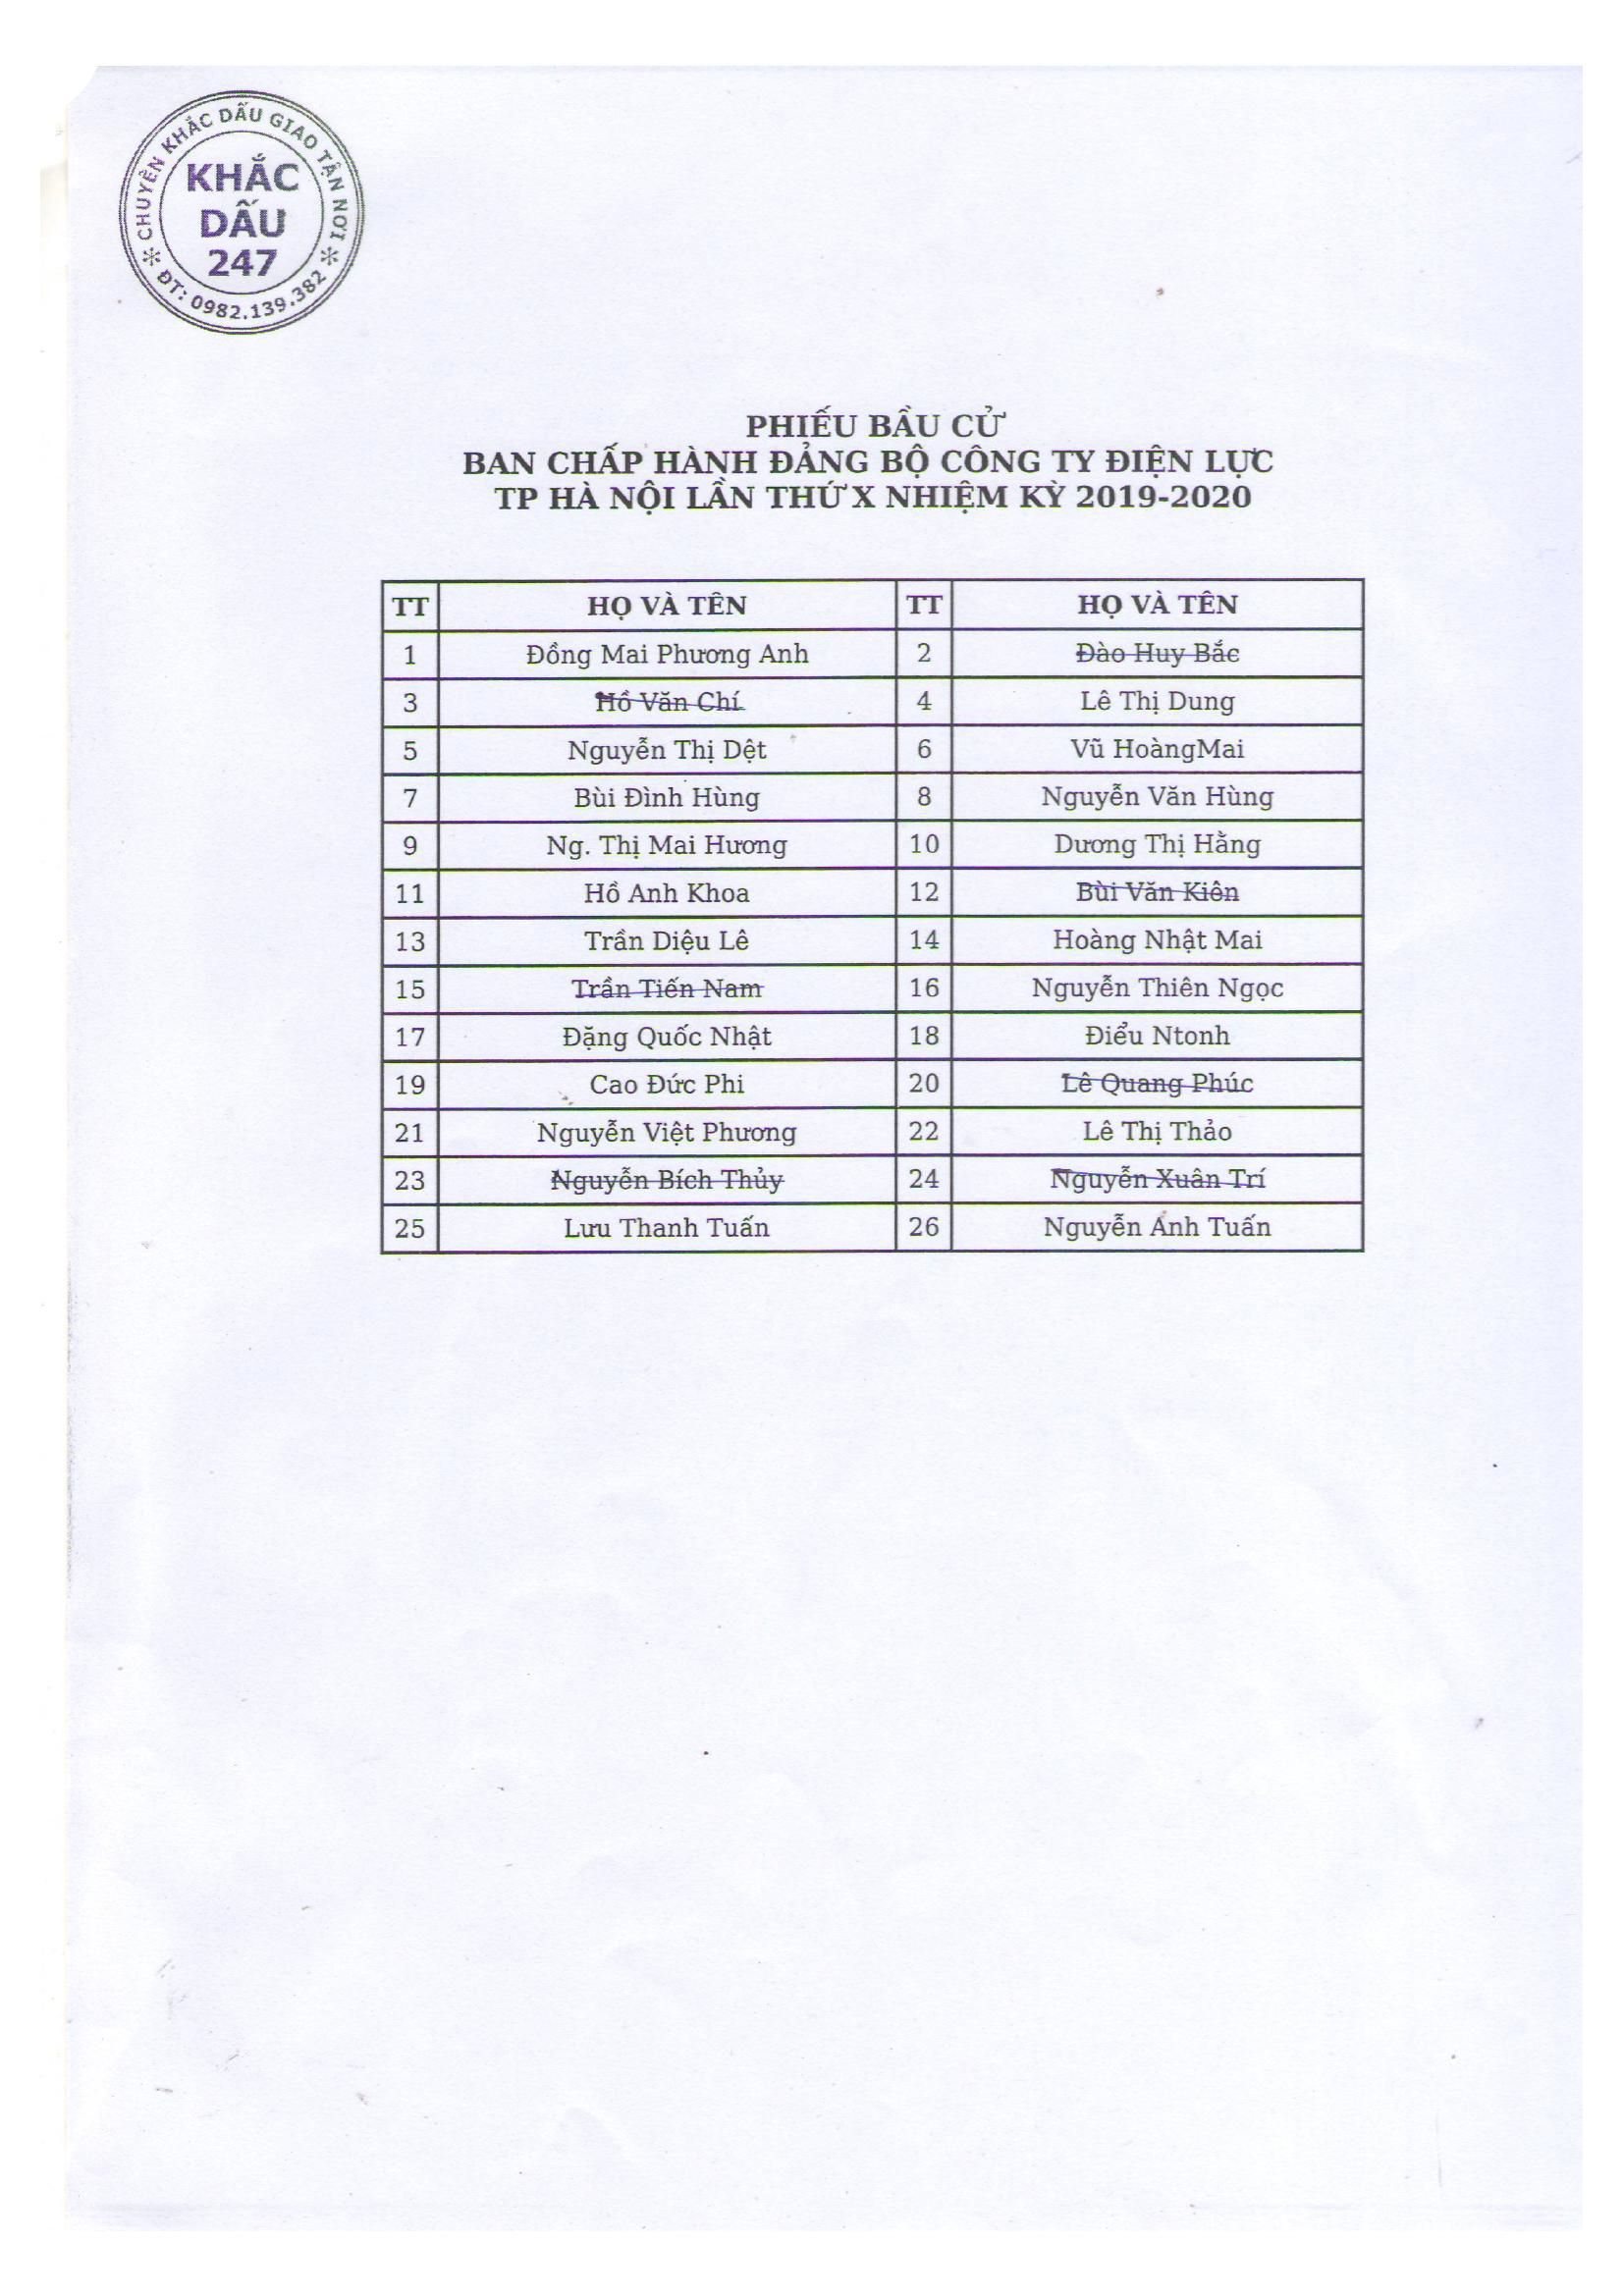 CHUYÊN KHẮC DẤU GIAO TẬN NƠI
KHẮC
DẤU
247
ĐT: 0982.139.382
PHIẾU BẦU CỬ
BAN CHẤP HÀNH ĐẢNG BỘ CÔNG TY ĐIỆN LỰC
TP HÀ NỘI LẦN THỨ X NHIỆM KỲ 2019-2020
TT HỌ VÀ TÊN TT HỌ VÀ TÊN
1 Đồng Mai Phương Anh 2 Đào Huy Bắc
3 Hồ Văn Chí 4 Lê Thị Dung
5 Nguyễn Thị Dệt 6 Vũ HoàngMai
7 Bùi Đình Hùng 8 Nguyễn Văn Hùng
9 Ng. Thị Mai Hương 10 Dương Thị Hằng
11 Hồ Anh Khoa 12 Bùi Văn Kiên
13 Trần Diệu Lê 14 Hoàng Nhật Mai
15 Trần Tiến Nam 16 Nguyễn Thiên Ngọc
17 Đặng Quốc Nhật 18 Điểu Ntonh
19 Cao Đức Phi 20 Lê Quang Phúc
21 Nguyễn Việt Phương 22 Lê Thị Thảo
23 Nguyễn Bích Thủy 24 Nguyễn Xuân Trí
25 Lưu Thanh Tuấn 26 Nguyễn Anh Tuấn